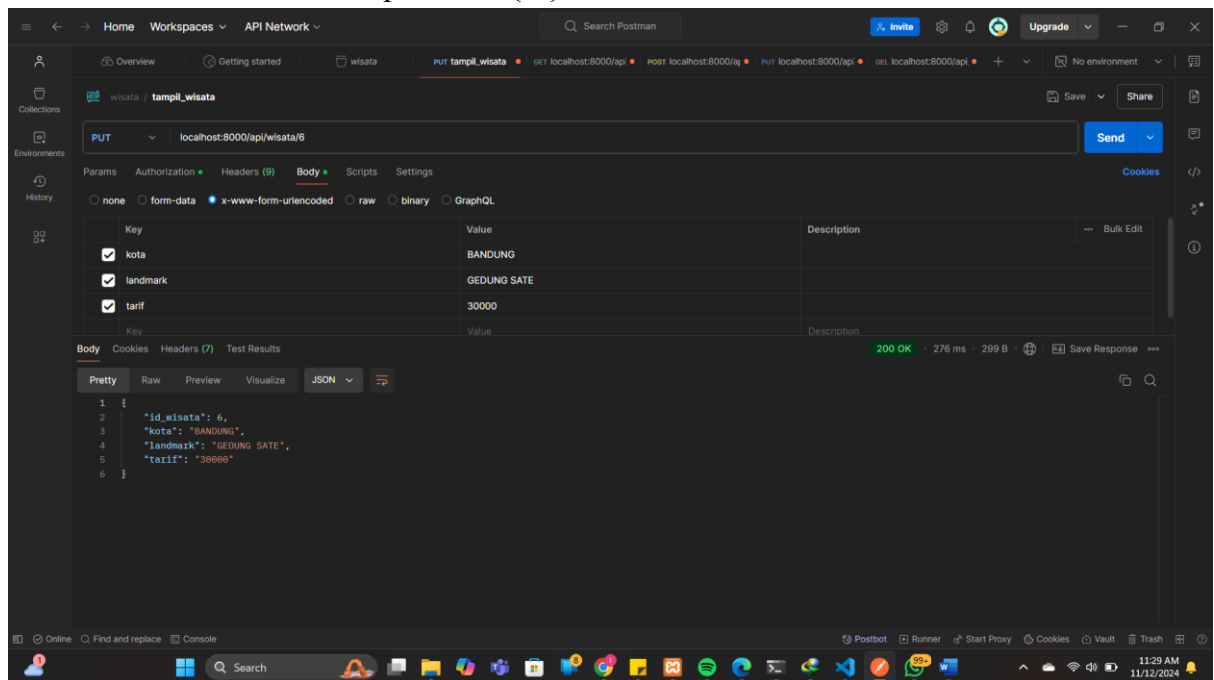 Home Workspaces API Network Search Postman Invite Upgrade
Overview Getting started wisata PUT tampil_wisata GET localhost:8000/api POST localhost:8000/a PUT localhost:8000/api DEL localhost:8000/api No environment
wisata / tampil_wisata Save Share
Collections
PUT localhost:8000/api/wisata/6 Send
Environments
Params Authorization Headers (9) Body Scripts Settings Cookies
History
none form-data x-www-form-urlencoded raw binary GraphQL
Key Value Description Bulk Edit
kota BANDUNG
landmark GEDUNG SATE
tarif 30000
Key Value Description
Body Cookies Headers (7) Test Results 200 OK 276 ms 299 B Save Response
Pretty Raw Preview Visualize JSON
1 {
2 "id_wisata": 6,
3 "kota": "BANDUNG",
4 "landmark": "GEDUNG SATE",
5 "tarif": "30000"
6 }
Online Find and replace Console Postbot Runner Start Proxy Cookies Vault Trash
1 Search 8 99+ 11:29 AM
11/12/2024